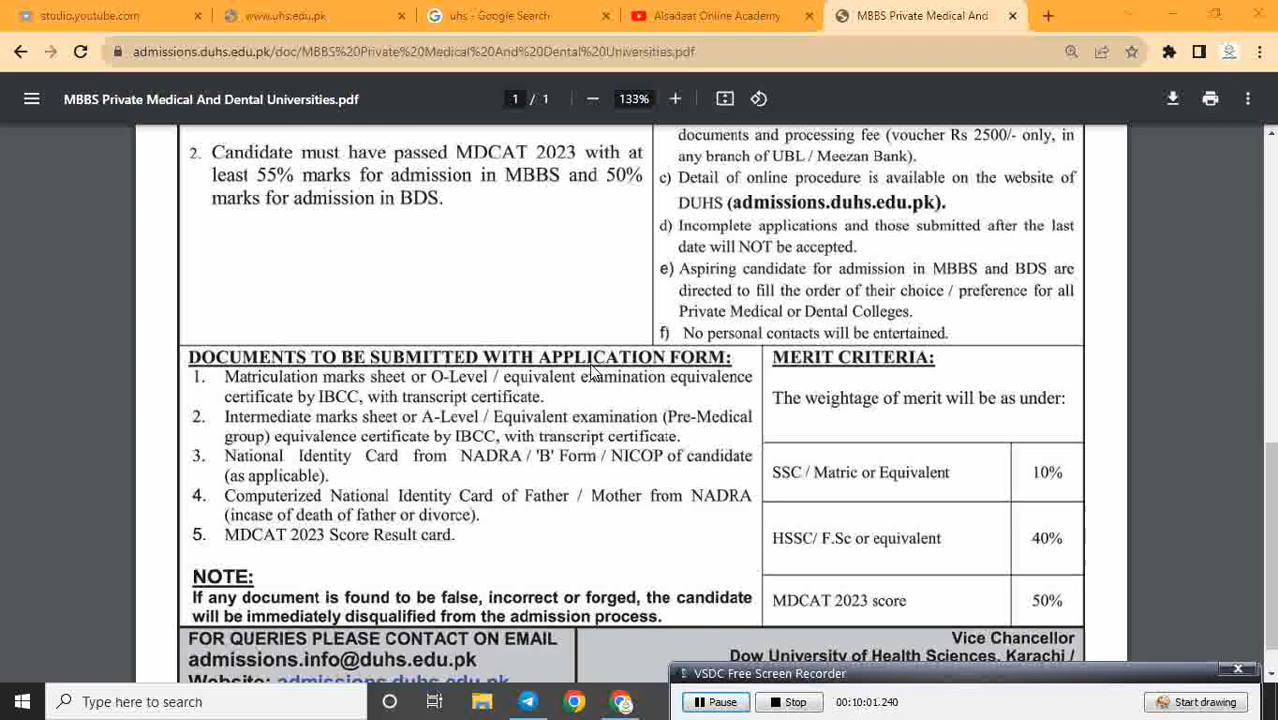 studio.youtube.com
www.uhs.edu.pk
uhs - Google Search
Alsadaat Online Academy
MBBS Private Medical And
admissions.duhs.edu.pk/doc/MBBS%20Private%20Medical%20And%20Dental%20Universities.pdf
MBBS Private Medical And Dental Universities.pdf
1 / 1
133%
2. Candidate must have passed MDCAT 2023 with at
least 55% marks for admission in MBBS and 50%
marks for admission in BDS.
documents and processing fee (voucher Rs 2500/- only, in
any branch of UBL / Meezan Bank).
c) Detail of online procedure is available on the website of
DUHS (admissions.duhs.edu.pk).
d) Incomplete applications and those submitted after the last
date will NOT be accepted.
e) Aspiring candidate for admission in MBBS and BDS are
directed to fill the order of their choice / preference for all
Private Medical or Dental Colleges.
f) No personal contacts will be entertained.
DOCUMENTS TO BE SUBMITTED WITH APPLICATION FORM:
1. Matriculation marks sheet or O-Level / equivalent examination equivalence
certificate by IBCC, with transcript certificate.
2. Intermediate marks sheet or A-Level / Equivalent examination (Pre-Medical
group) equivalence certificate by IBCC, with transcript certificate.
3. National Identity Card from NADRA / 'B' Form / NICOP of candidate
(as applicable).
4. Computerized National Identity Card of Father / Mother from NADRA
(incase of death of father or divorce).
5. MDCAT 2023 Score Result card.
NOTE:
If any document is found to be false, incorrect or forged, the candidate
will be immediately disqualified from the admission process.
MERIT CRITERIA:
The weightage of merit will be as under:
SSC / Matric or Equivalent 10%
HSSC/ F.Sc or equivalent 40%
MDCAT 2023 score 50%
FOR QUERIES PLEASE CONTACT ON EMAIL
admissions.info@duhs.edu.pk
Website: admissions.duhs.edu.pk
Vice Chancellor
Dow University of Health Sciences, Karachi /
VSDC Free Screen Recorder
Pause
Stop
00:10:01.240
Start drawing
Type here to search